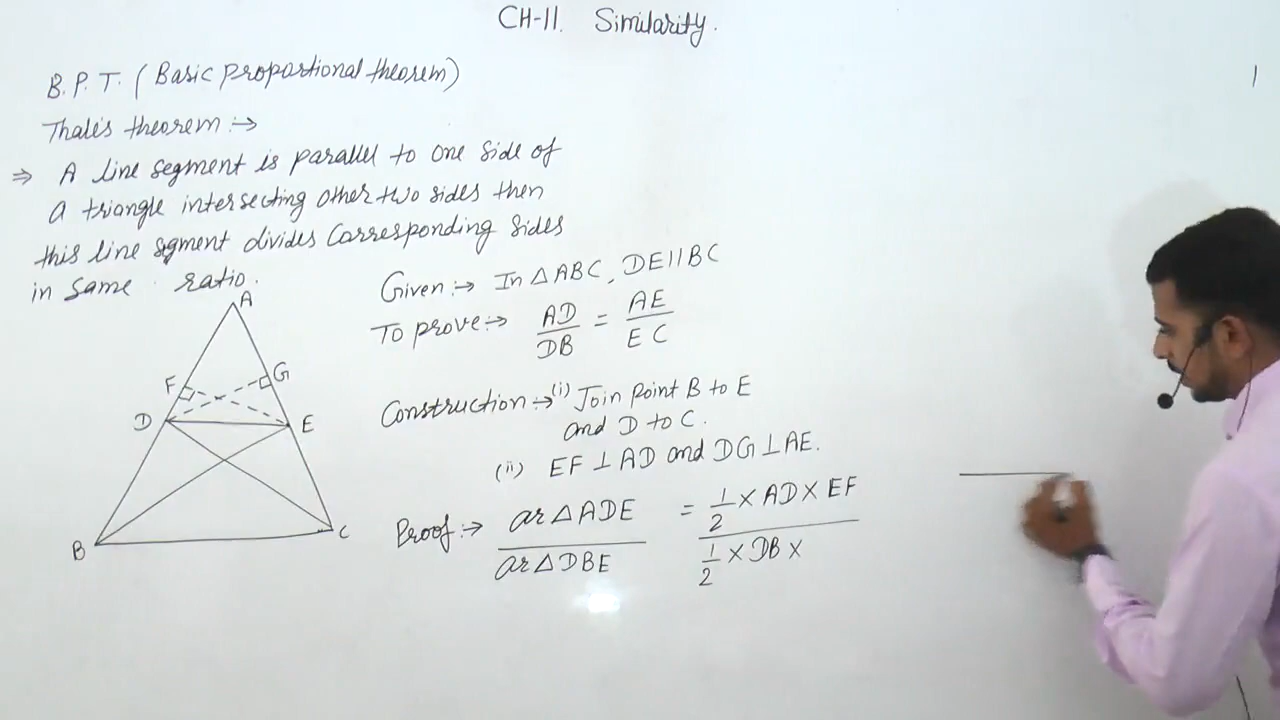 CH-11. Similarity.
B.P.T. (Basic proportional theorem)
Thale's theorem :→
⇒ A line segment is parallel to one side of
a triangle intersecting other two sides then
this line sgment divides Corresponding Sides
in same ratio.
Given :→ In △ABC, DE||BC
To prove :→ AD/DB = AE/EC
Construction :→ (i) Join Point B to E
and D to C.
(ii) EF ⊥ AD and DG ⊥ AE.
Proof :→ ar△ADE/ar△DBE = 1/2 × AD × EF / 1/2 × DB ×
A
F
G
D
E
B
C
1